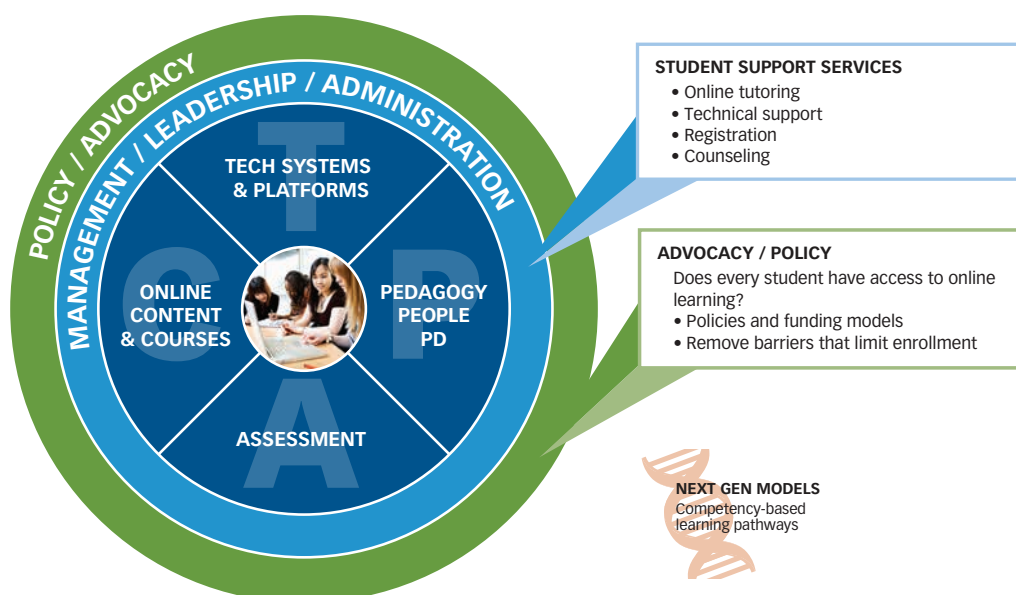 POLICY / ADVOCACY
MANAGEMENT / LEADERSHIP / ADMINISTRATION
T
TECH SYSTEMS
& PLATFORMS
C
ONLINE
CONTENT
& COURSES
P
PEDAGOGY
PEOPLE
PD
A
ASSESSMENT
STUDENT SUPPORT SERVICES
• Online tutoring
• Technical support
• Registration
• Counseling
ADVOCACY / POLICY
Does every student have access to online
learning?
• Policies and funding models
• Remove barriers that limit enrollment
NEXT GEN MODELS
Competency-based
learning pathways